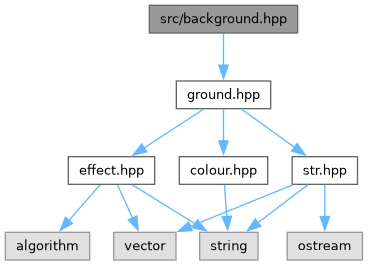 src/background.hpp
ground.hpp
effect.hpp colour.hpp str.hpp
algorithm vector string ostream